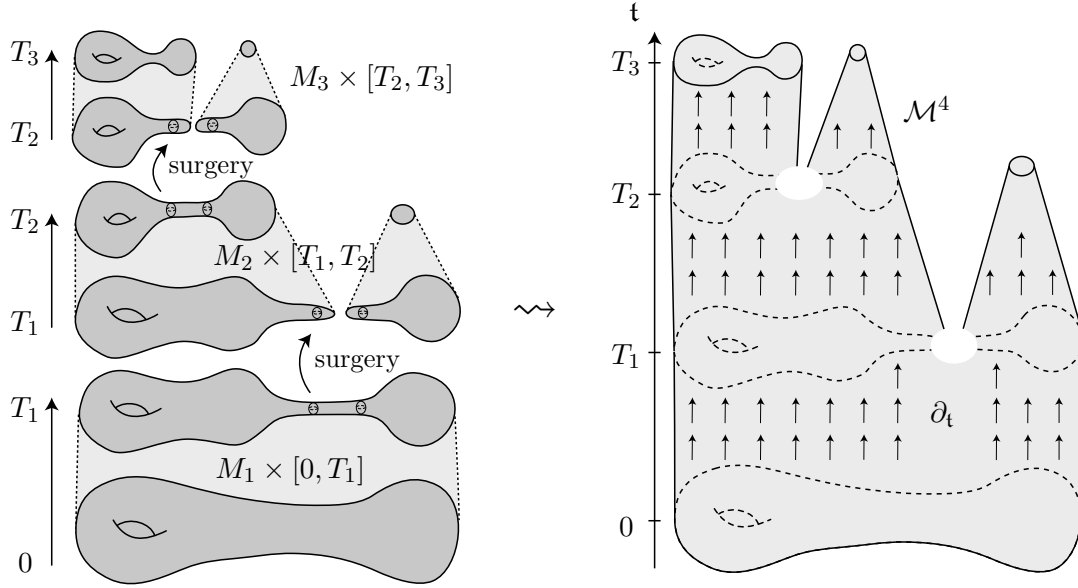 T₃
M₃ × [T₂, T₃]
T₂
surgery
T₂
M₂ × [T₁, T₂]
T₁
surgery
T₁
M₁ × [0, T₁]
0
⇝
𝔱
T₃
ℳ⁴
T₂
T₁
∂_𝔱
0